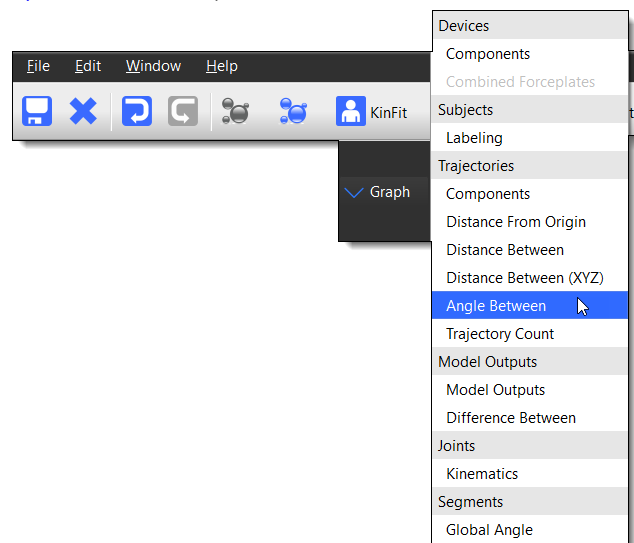 File Edit Window Help
KinFit
Graph
Devices
Components
Combined Forceplates
Subjects
Labeling
Trajectories
Components
Distance From Origin
Distance Between
Distance Between (XYZ)
Angle Between
Trajectory Count
Model Outputs
Model Outputs
Difference Between
Joints
Kinematics
Segments
Global Angle